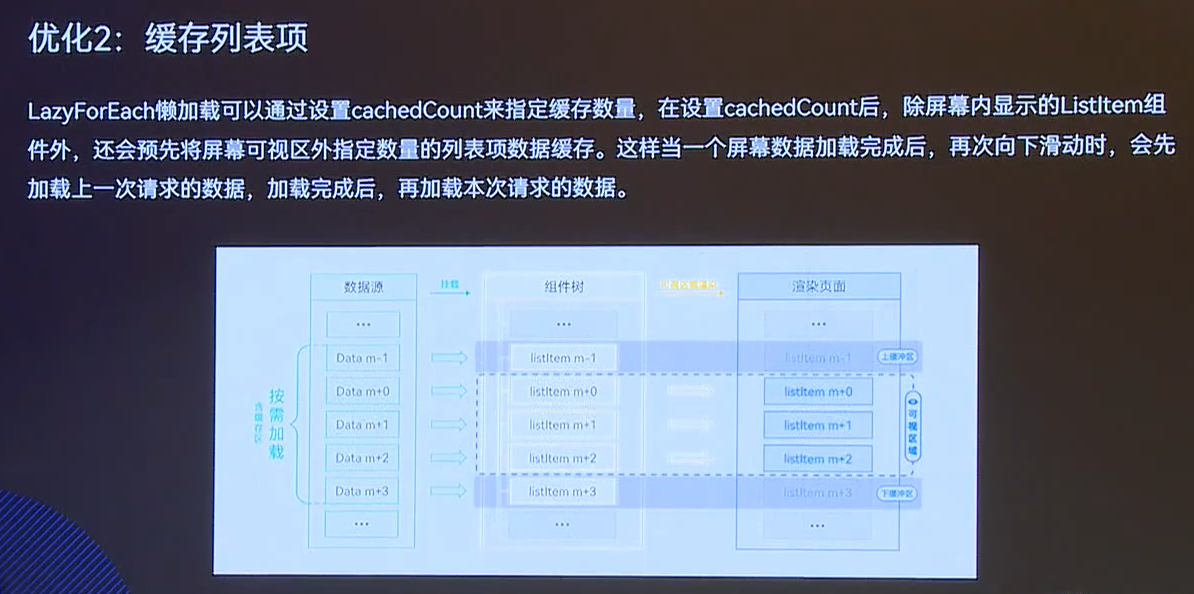 优化2：缓存列表项
LazyForEach懒加载可以通过设置cachedCount来指定缓存数量，在设置cachedCount后，除屏幕内显示的ListItem组
件外，还会预先将屏幕可视区外指定数量的列表项数据缓存。这样当一个屏幕数据加载完成后，再次向下滑动时，会先
加载上一次请求的数据，加载完成后，再加载本次请求的数据。
数据源
挂载
组件树
渲染页面
...
...
...
Data m-1
listItem m-1
listItem m-1
上缓冲区
Data m+0
listItem m+0
listItem m+0
Data m+1
listItem m+1
listItem m+1
Data m+2
listItem m+2
listItem m+2
Data m+3
listItem m+3
listItem m+3
下缓冲区
...
...
...
按需加载
含缓存区
可视区域